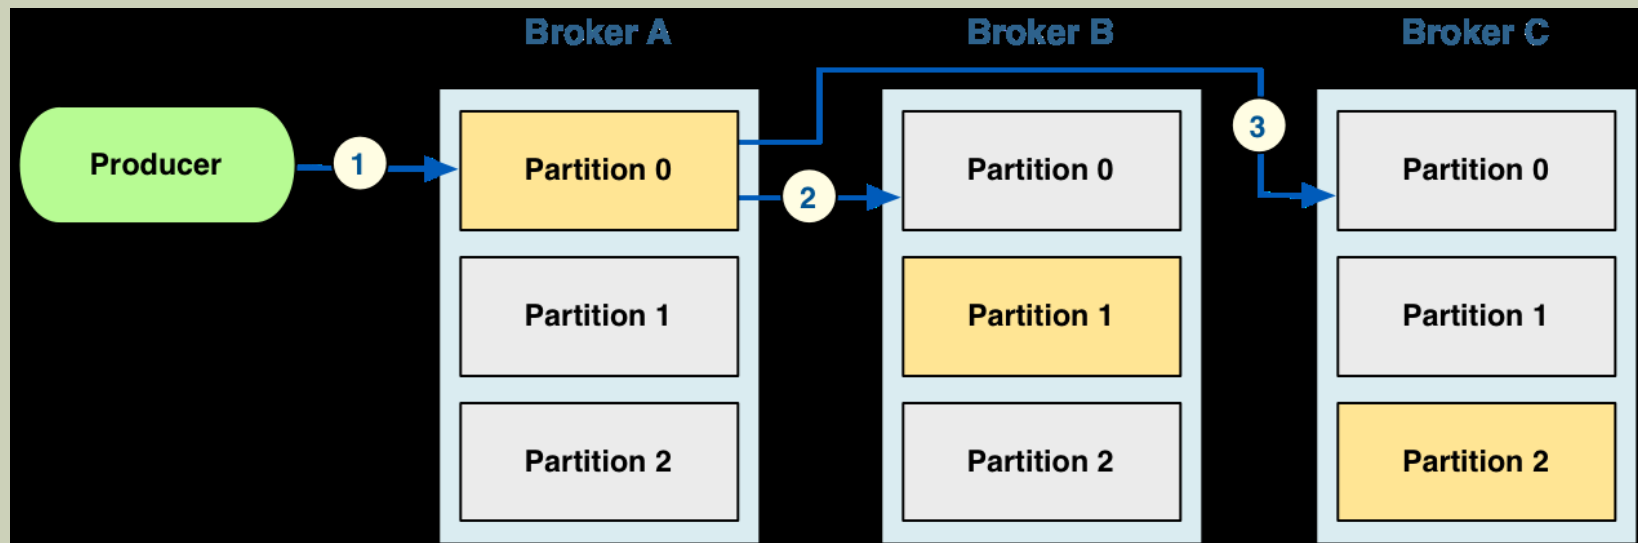 Broker A
Broker B
Broker C
Producer
1
2
3
Partition 0
Partition 0
Partition 0
Partition 1
Partition 1
Partition 1
Partition 2
Partition 2
Partition 2